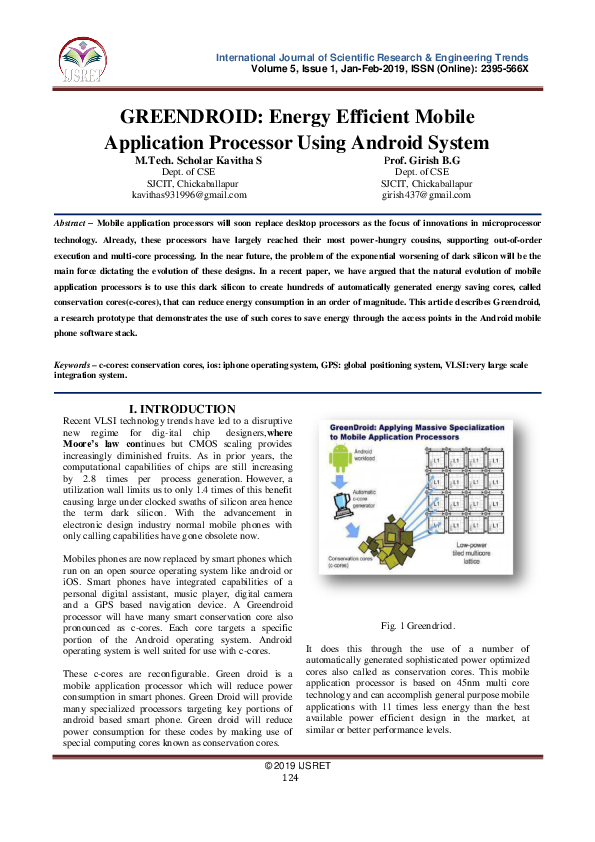 IJSRET
International Journal of Scientific Research & Engineering Trends
Volume 5, Issue 1, Jan-Feb-2019, ISSN (Online): 2395-566X
GREENDROID: Energy Efficient Mobile
Application Processor Using Android System
M.Tech. Scholar Kavitha S
Dept. of CSE
SJCIT, Chickaballapur
kavithas931996@gmail.com
Prof. Girish B.G
Dept. of CSE
SJCIT, Chickaballapur
girish437@gmail.com
Abstract – Mobile application processors will soon replace desktop processors as the focus of innovations in microprocessor
technology. Already, these processors have largely reached their most power-hungry cousins, supporting out-of-order
execution and multi-core processing. In the near future, the problem of the exponential worsening of dark silicon will be the
main force dictating the evolution of these designs. In a recent paper, we have argued that the natural evolution of mobile
application processors is to use this dark silicon to create hundreds of automatically generated energy saving cores, called
conservation cores(c-cores), that can reduce energy consumption in an order of magnitude. This article describes Greendroid,
a research prototype that demonstrates the use of such cores to save energy through the access points in the Android mobile
phone software stack.
Keywords – c-cores: conservation cores, ios: iphone operating system, GPS: global positioning system, VLSI:very large scale
integration system.
I. INTRODUCTION
Recent VLSI technology trends have led to a disruptive
new regime for dig-ital chip designers,where
Moore's law continues but CMOS scaling provides
increasingly diminished fruits. As in prior years, the
computational capabilities of chips are still increasing
by 2.8 times per process generation. However, a
utilization wall limits us to only 1.4 times of this benefit
causing large under clocked swaths of silicon area hence
the term dark silicon. With the advancement in
electronic design industry normal mobile phones with
only calling capabilities have gone obsolete now.
Mobiles phones are now replaced by smart phones which
run on an open source operating system like android or
iOS. Smart phones have integrated capabilities of a
personal digital assistant, music player, digital camera
and a GPS based navigation device. A Greendroid
processor will have many smart conservation core also
pronounced as c-cores. Each core targets a specific
portion of the Android operating system. Android
operating system is well suited for use with c-cores.
These c-cores are reconfigurable. Green droid is a
mobile application processor which will reduce power
consumption in smart phones. Green Droid will provide
many specialized processors targeting key portions of
android based smart phone. Green droid will reduce
power consumption for these codes by making use of
special computing cores known as conservation cores.
GreenDroid: Applying Massive Specialization
to Mobile Application Processors
Android
workload
Automatic
c-core
generator
Conservation cores
(c-cores)
L1 L1 L1 L1
L1 L1 L1 L1
L1 L1 L1 L1
L1 L1 L1 L1
Low-power
tiled multicore
lattice
Fig. 1 Greendriod.
It does this through the use of a number of
automatically generated sophisticated power optimized
cores also called as conservation cores. This mobile
application processor is based on 45nm multi core
technology and can accomplish general purpose mobile
applications with 11 times less energy than the best
available power efficient design in the market, at
similar or better performance levels.
© 2019 IJSRET
124